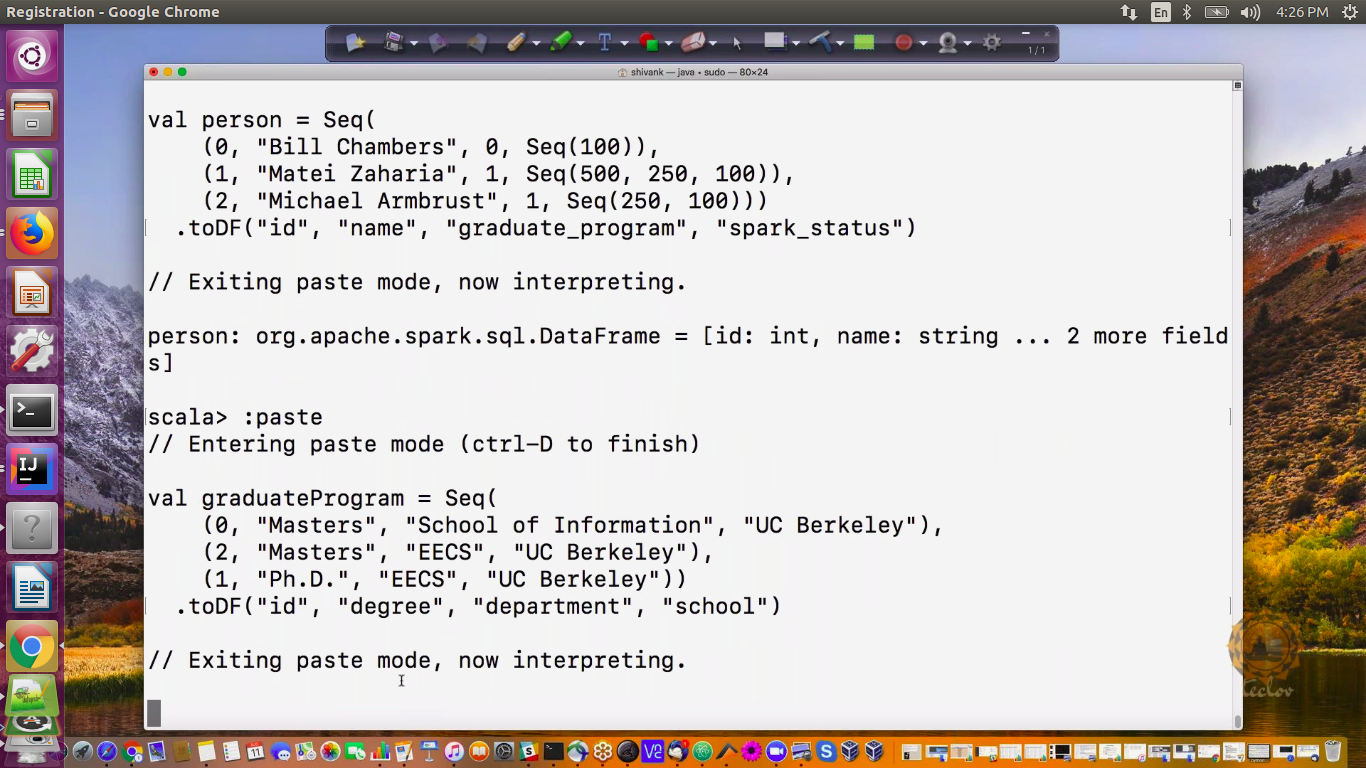 Registration - Google Chrome
En
4:26 PM
T
1/1
shivank — java • sudo — 80×24
val person = Seq(
(0, "Bill Chambers", 0, Seq(100)),
(1, "Matei Zaharia", 1, Seq(500, 250, 100)),
(2, "Michael Armbrust", 1, Seq(250, 100)))
.toDF("id", "name", "graduate_program", "spark_status")
// Exiting paste mode, now interpreting.
person: org.apache.spark.sql.DataFrame = [id: int, name: string ... 2 more field
s]
scala> :paste
// Entering paste mode (ctrl-D to finish)
val graduateProgram = Seq(
(0, "Masters", "School of Information", "UC Berkeley"),
(2, "Masters", "EECS", "UC Berkeley"),
(1, "Ph.D.", "EECS", "UC Berkeley"))
.toDF("id", "degree", "department", "school")
// Exiting paste mode, now interpreting.
IJ